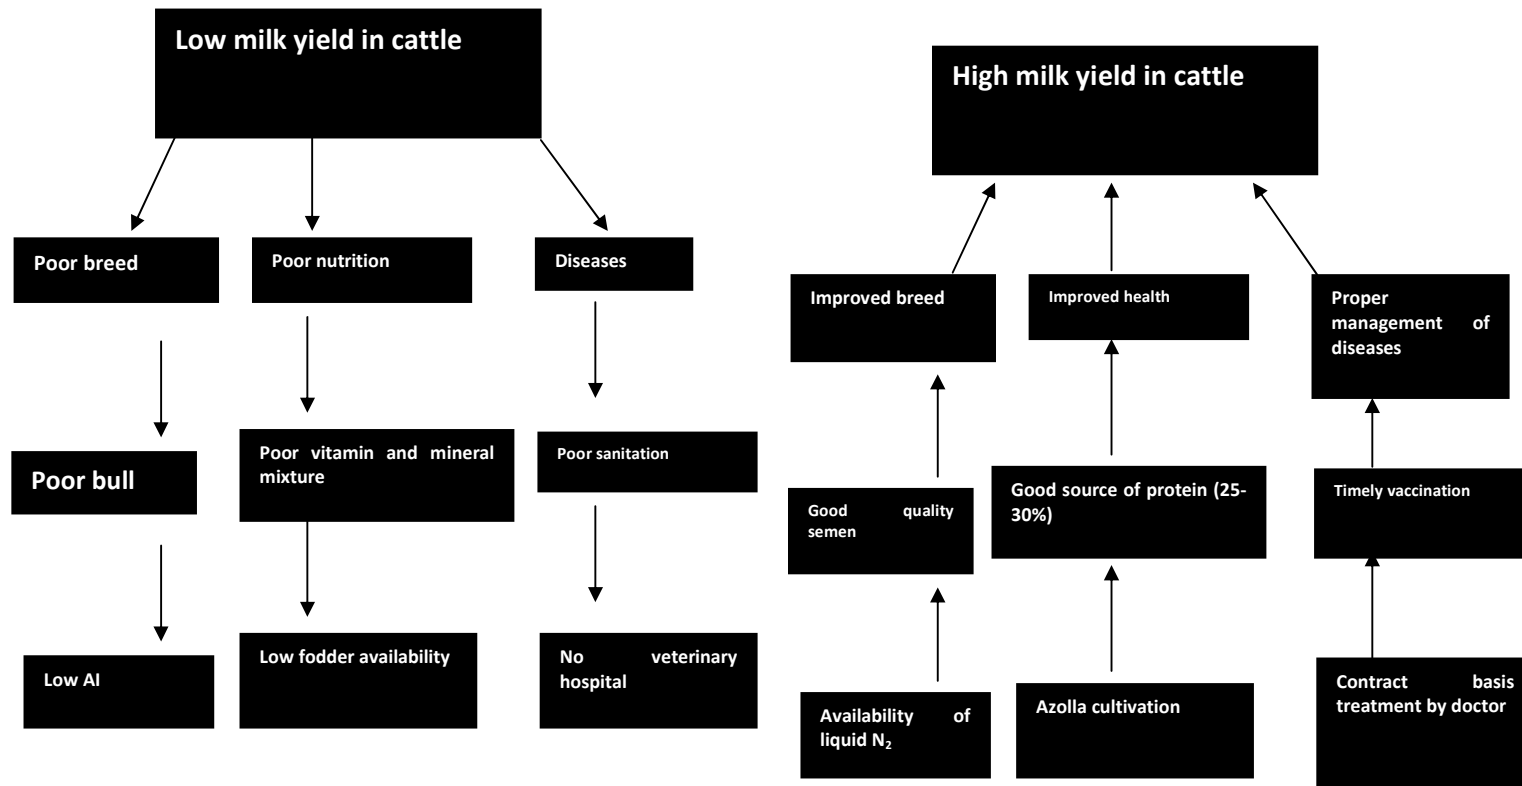 Low milk yield in cattle
Poor breed
Poor nutrition
Diseases
Poor bull
Poor vitamin and mineral
mixture
Poor sanitation
Low AI
Low fodder availability
No veterinary
hospital
High milk yield in cattle
Improved breed
Improved health
Proper
management of
diseases
Good quality
semen
Good source of protein (25-
30%)
Timely vaccination
Availability of
liquid N₂
Azolla cultivation
Contract basis
treatment by doctor